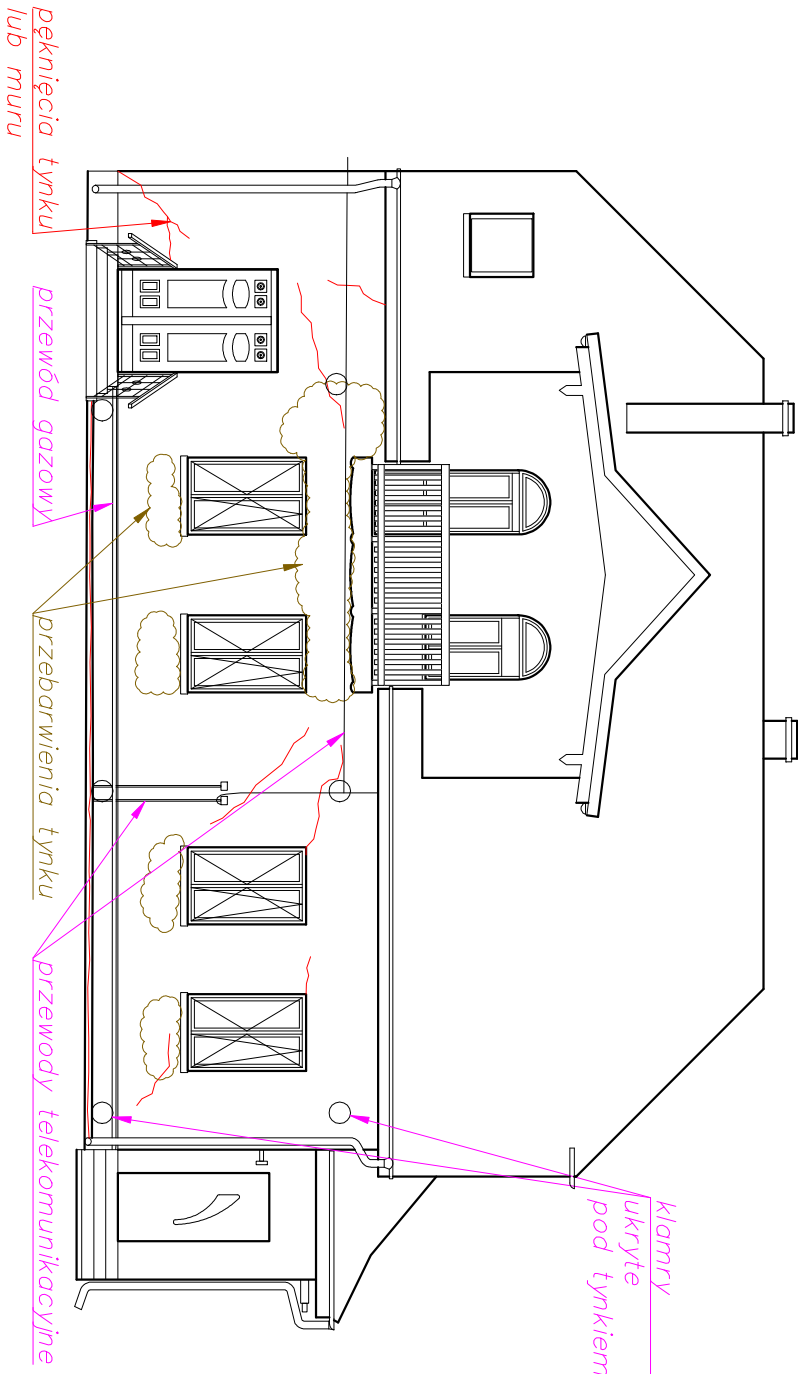 pęknięcia tynku
lub muru
przewód gazowy
przebarwienia tynku
przewody telekomunikacyjne
klamry
ukryte
pod tynkiem